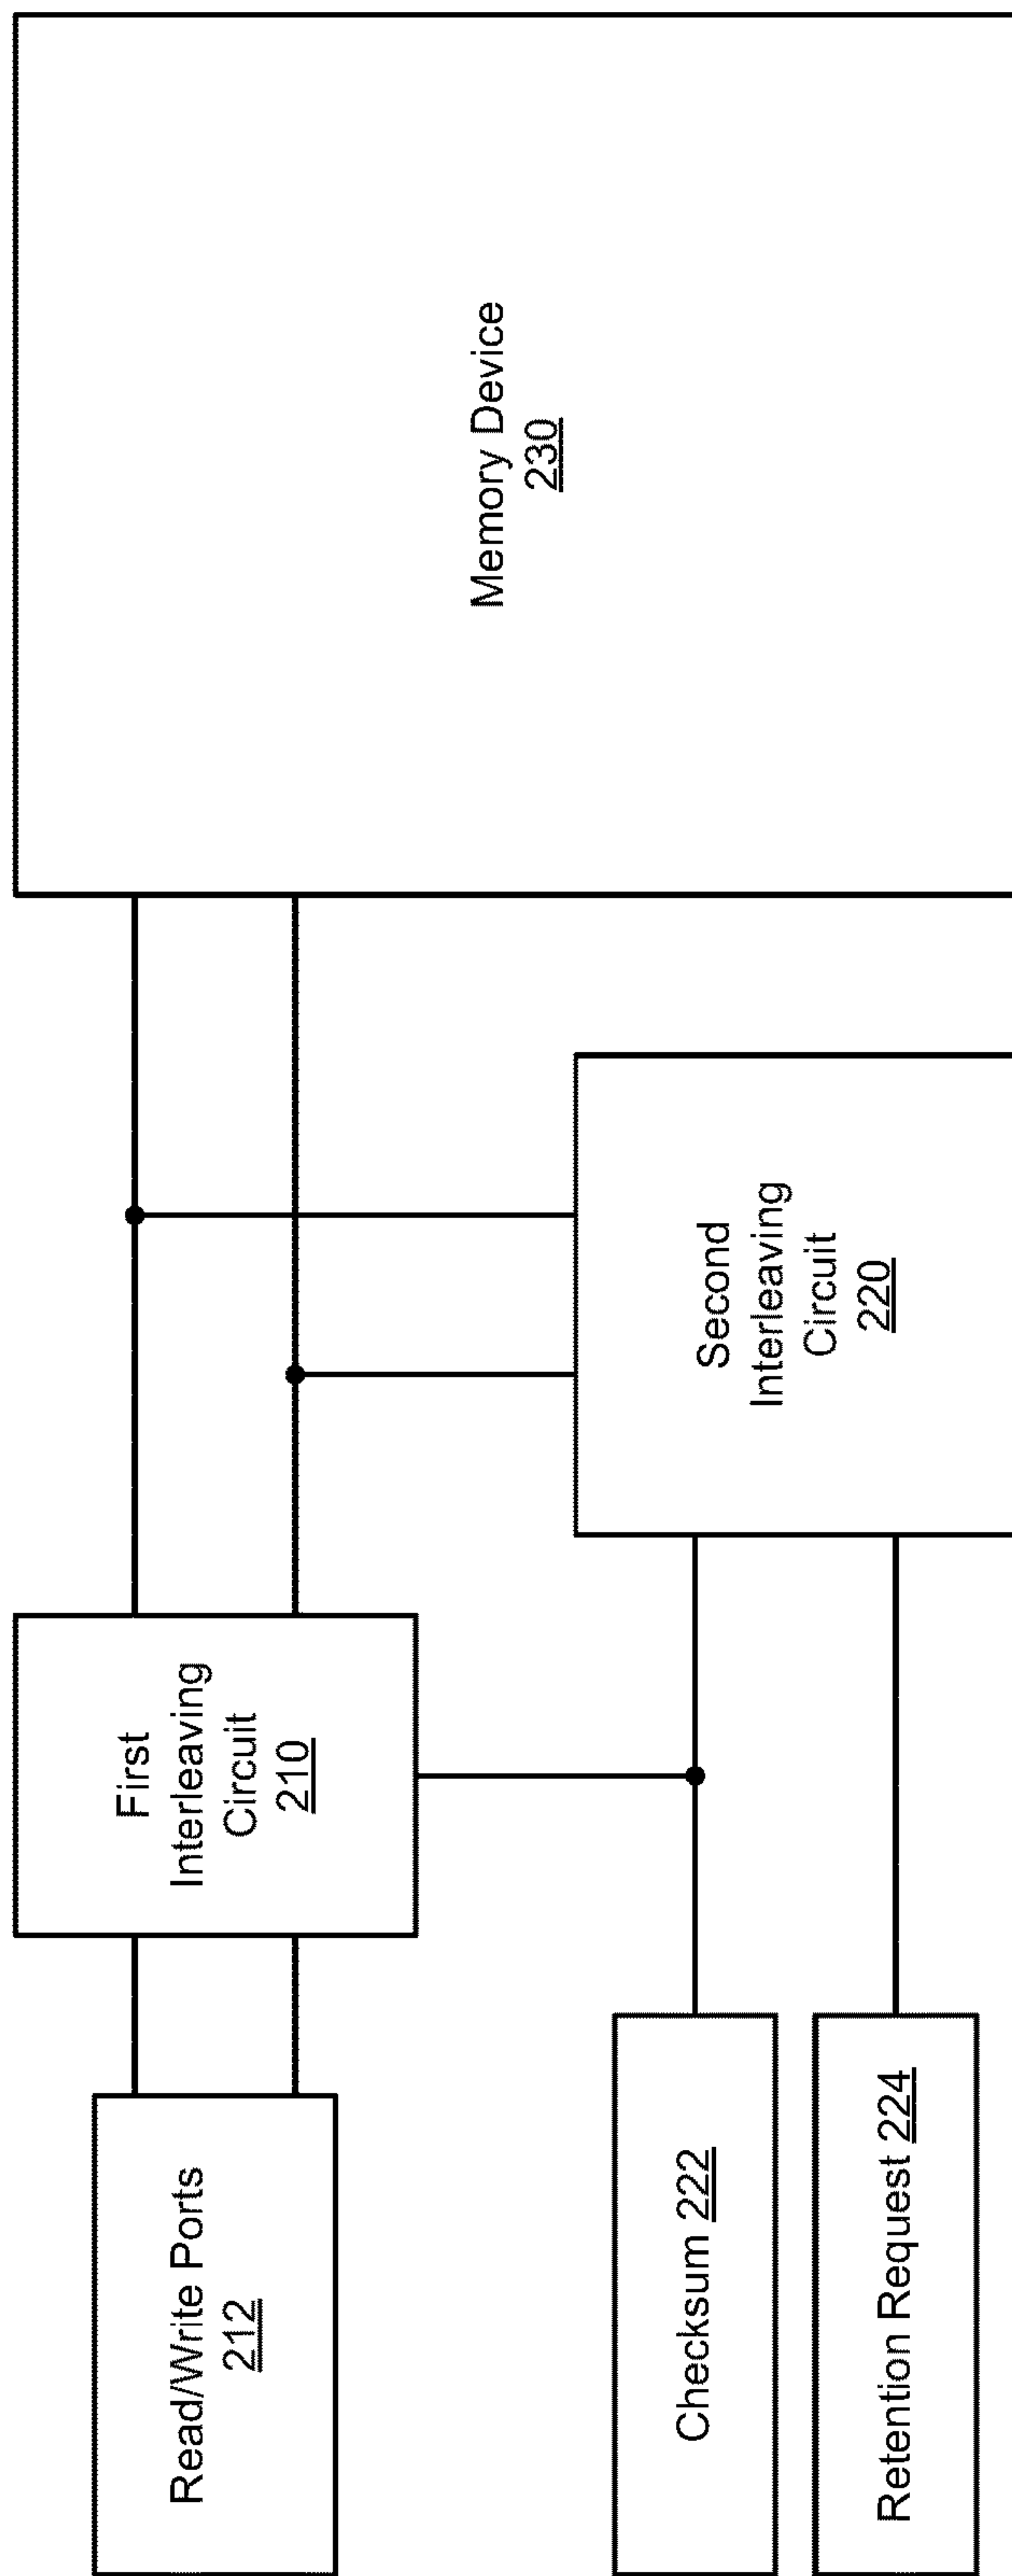 Read/Write Ports
212
First
Interleaving
Circuit
210
Memory Device
230
Second
Interleaving
Circuit
220
Checksum 222
Retention Request 224